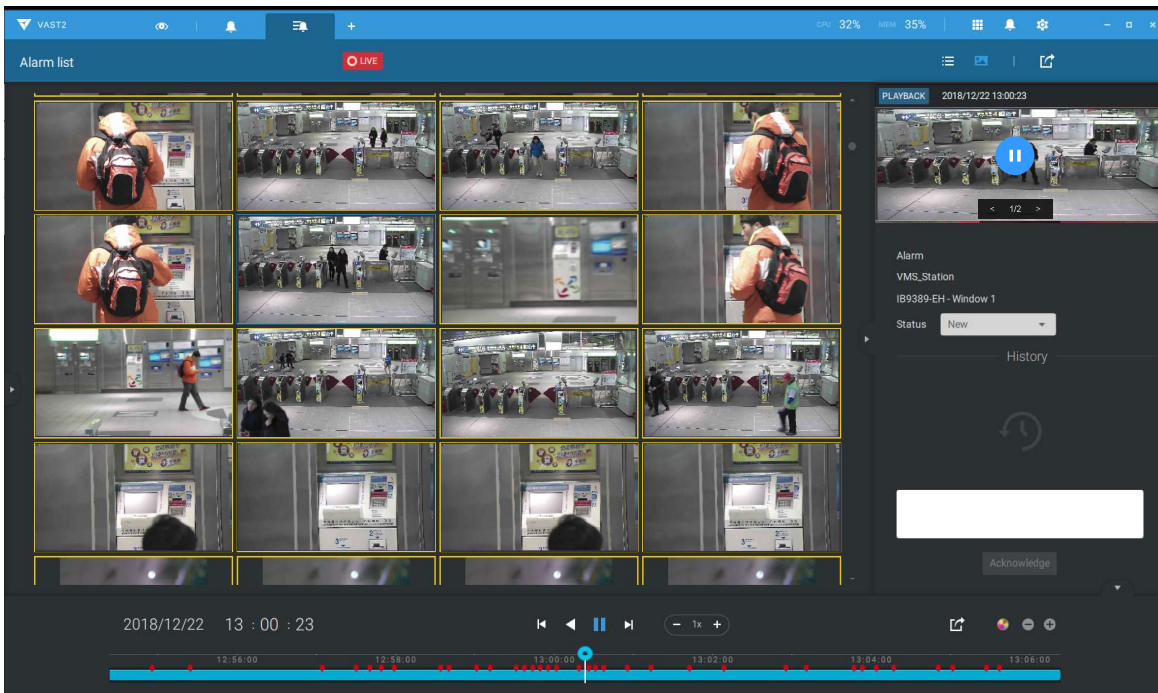 VAST2
CPU 32% MEM 35%
Alarm list
LIVE
PLAYBACK 2018/12/22 13:00:23
< 1/2 >
Alarm
VMS_Station
IB9389-EH - Window 1
Status New
History
Acknowledge
2018/12/22 13 : 00 : 23
1x
12:56:00 12:58:00 13:00:00 13:02:00 13:04:00 13:06:00